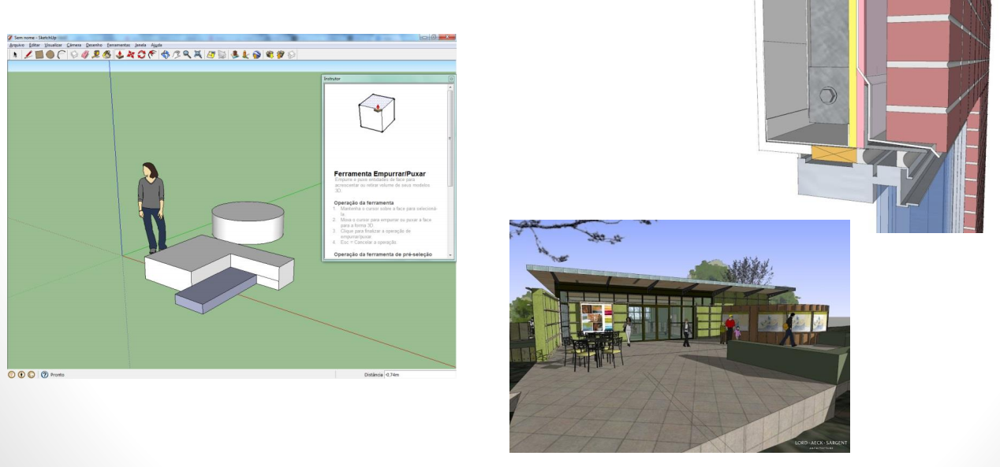 Sem nome - SketchUp
Arquivo Editar Visualizar Câmera Desenho Ferramentas Janela Ajuda
Instrutor
Ferramenta Empurrar/Puxar
Empurre e puxe entidades da face para
acrescentar ou retirar volume de seus modelos
3D.
Operação da ferramenta
1. Mantenha o cursor sobre a face para selecioná-
la.
2. Mova o cursor para empurrar ou puxar a face
para a forma 3D
3. Clique para finalizar a operação de
empurrar/puxar.
4. Esc = Cancelar a operação.
Operação da ferramenta de pré-seleção
Pronto
Distância -0,74m
LORD · AECK · SARGENT
ARCHITECTURE